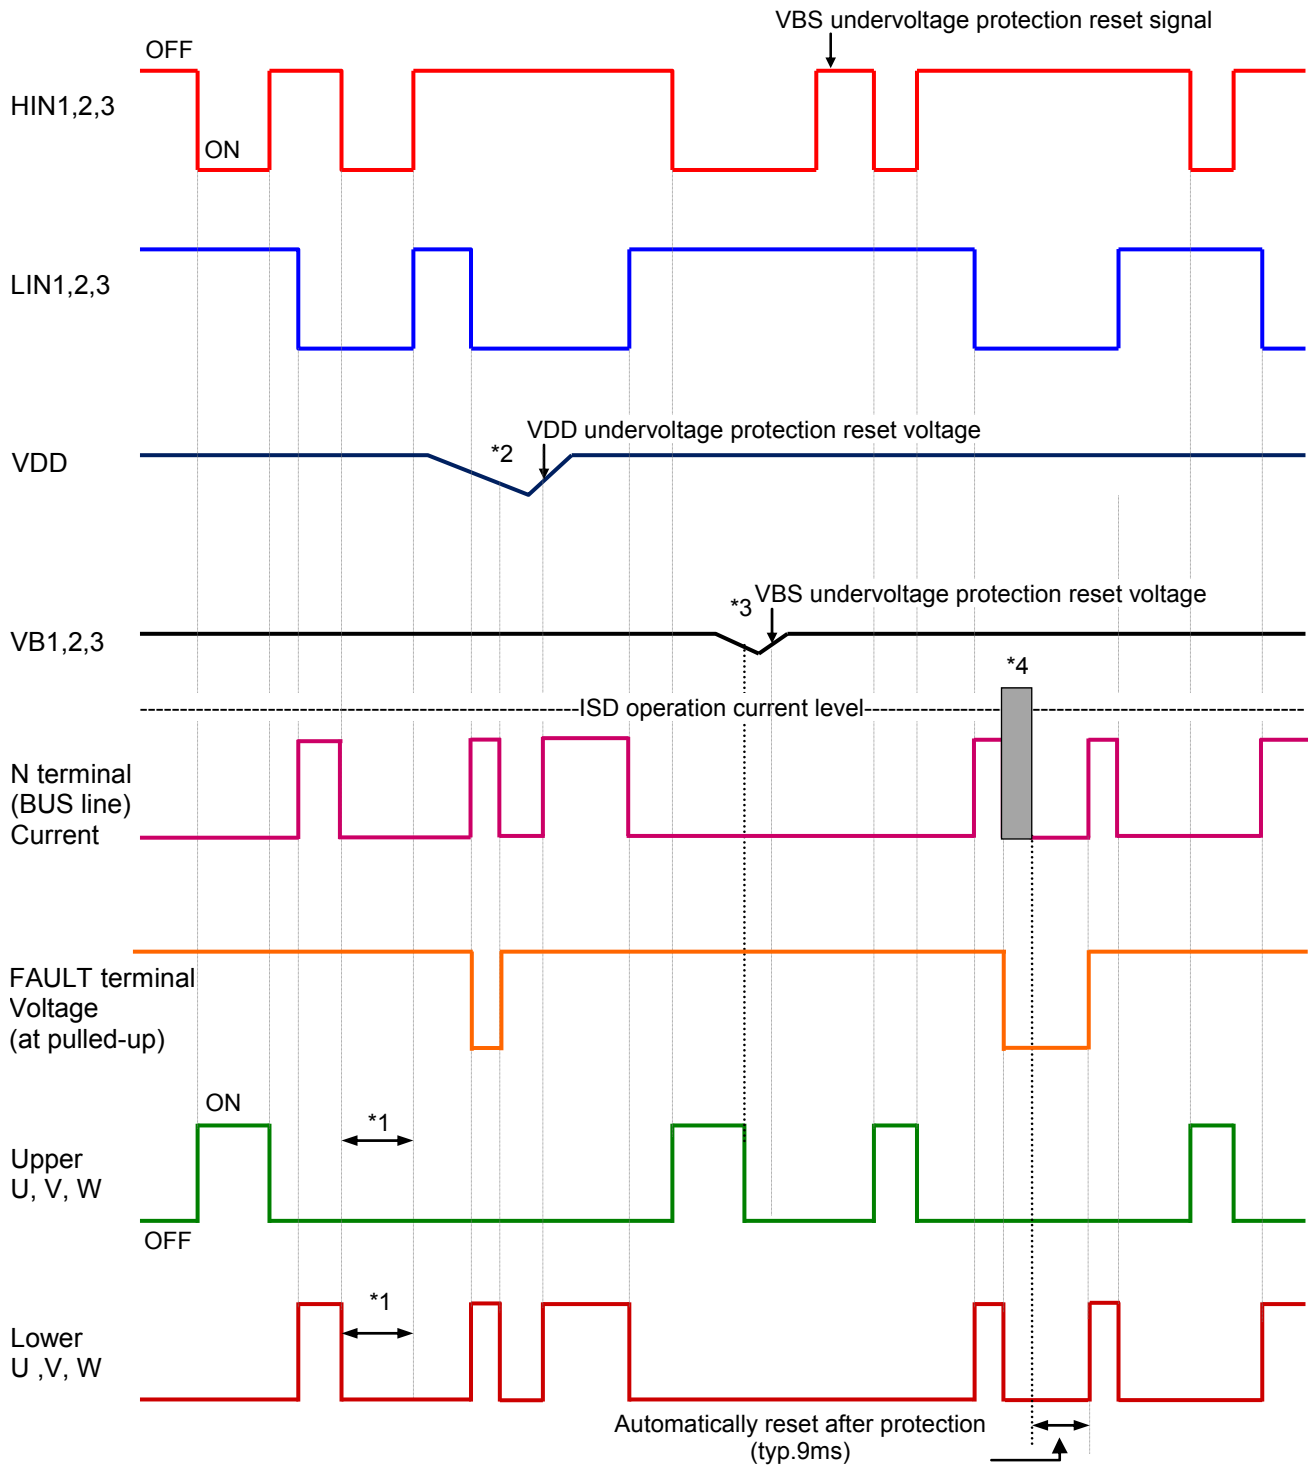 VBS undervoltage protection reset signal
OFF
HIN1,2,3
ON
LIN1,2,3
VDD undervoltage protection reset voltage
*2
VDD
VBS undervoltage protection reset voltage
*3
VB1,2,3
*4
ISD operation current level
N terminal
(BUS line)
Current
FAULT terminal
Voltage
(at pulled-up)
ON
*1
Upper
U, V, W
OFF
*1
Lower
U ,V, W
Automatically reset after protection
(typ.9ms)